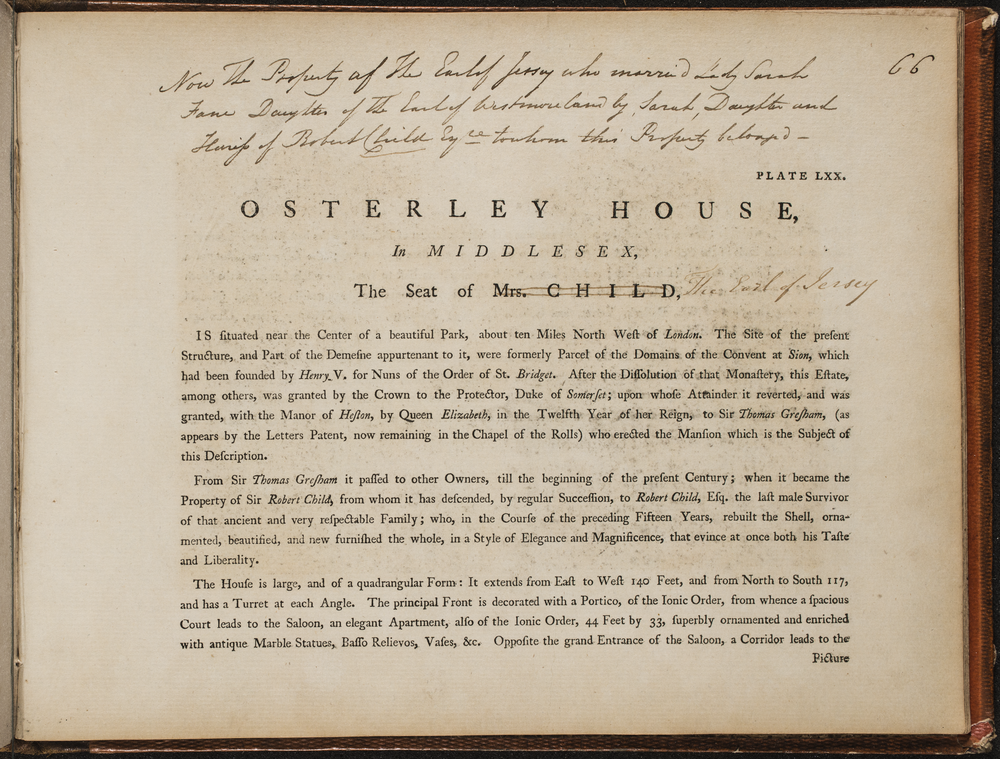 Now The Property of The Earl of Jersey who married Lady Sarah
66
Fane Daughter of The Earl of Westmoreland by Sarah, Daughter and
Heiress of Robert Child Esqre to whom this Property belong'd –
PLATE LXX.
OSTERLEY HOUSE,
In MIDDLESEX,
The Seat of Mrs. CHILD, The Earl of Jersey
IS ſituated near the Center of a beautiful Park, about ten Miles North Weſt of London. The Site of the preſent
Structure, and Part of the Demeſne appurtenant to it, were formerly Parcel of the Domains of the Convent at Sion, which
had been founded by Henry V. for Nuns of the Order of St. Bridget. After the Diſſolution of that Monaſtery, this Eſtate,
among others, was granted by the Crown to the Protector, Duke of Somerſet; upon whoſe Attainder it reverted, and was
granted, with the Manor of Heſton, by Queen Elizabeth, in the Twelfth Year of her Reign, to Sir Thomas Greſham, (as
appears by the Letters Patent, now remaining in the Chapel of the Rolls) who erected the Manſion which is the Subject of
this Deſcription.
From Sir Thomas Greſham it paſſed to other Owners, till the beginning of the preſent Century; when it became the
Property of Sir Robert Child, from whom it has deſcended, by regular Succeſſion, to Robert Child, Eſq. the laſt male Survivor
of that ancient and very reſpectable Family; who, in the Courſe of the preceding Fifteen Years, rebuilt the Shell, orna-
mented, beautified, and new furniſhed the whole, in a Style of Elegance and Magnificence, that evince at once both his Taſte
and Liberality.
The Houſe is large, and of a quadrangular Form: It extends from Eaſt to Weſt 140 Feet, and from North to South 117,
and has a Turret at each Angle. The principal Front is decorated with a Portico, of the Ionic Order, from whence a ſpacious
Court leads to the Saloon, an elegant Apartment, alſo of the Ionic Order, 44 Feet by 33, ſuperbly ornamented and enriched
with antique Marble Statues, Baſſo Relievos, Vaſes, &c. Oppoſite the grand Entrance of the Saloon, a Corridor leads to the
Picture